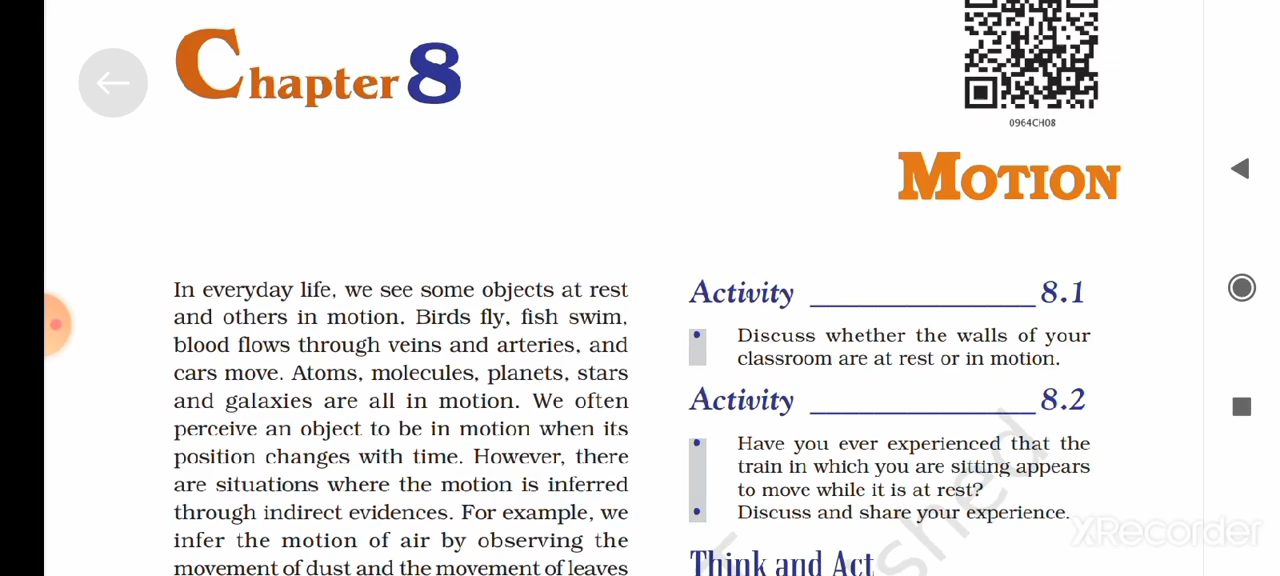 Chapter 8
0964CH08
MOTION
In everyday life, we see some objects at rest
and others in motion. Birds fly, fish swim,
blood flows through veins and arteries, and
cars move. Atoms, molecules, planets, stars
and galaxies are all in motion. We often
perceive an object to be in motion when its
position changes with time. However, there
are situations where the motion is inferred
through indirect evidences. For example, we
infer the motion of air by observing the
movement of dust and the movement of leaves
Activity 8.1
• Discuss whether the walls of your
classroom are at rest or in motion.
Activity 8.2
• Have you ever experienced that the
train in which you are sitting appears
to move while it is at rest?
• Discuss and share your experience.
Think and Act
XRecorder